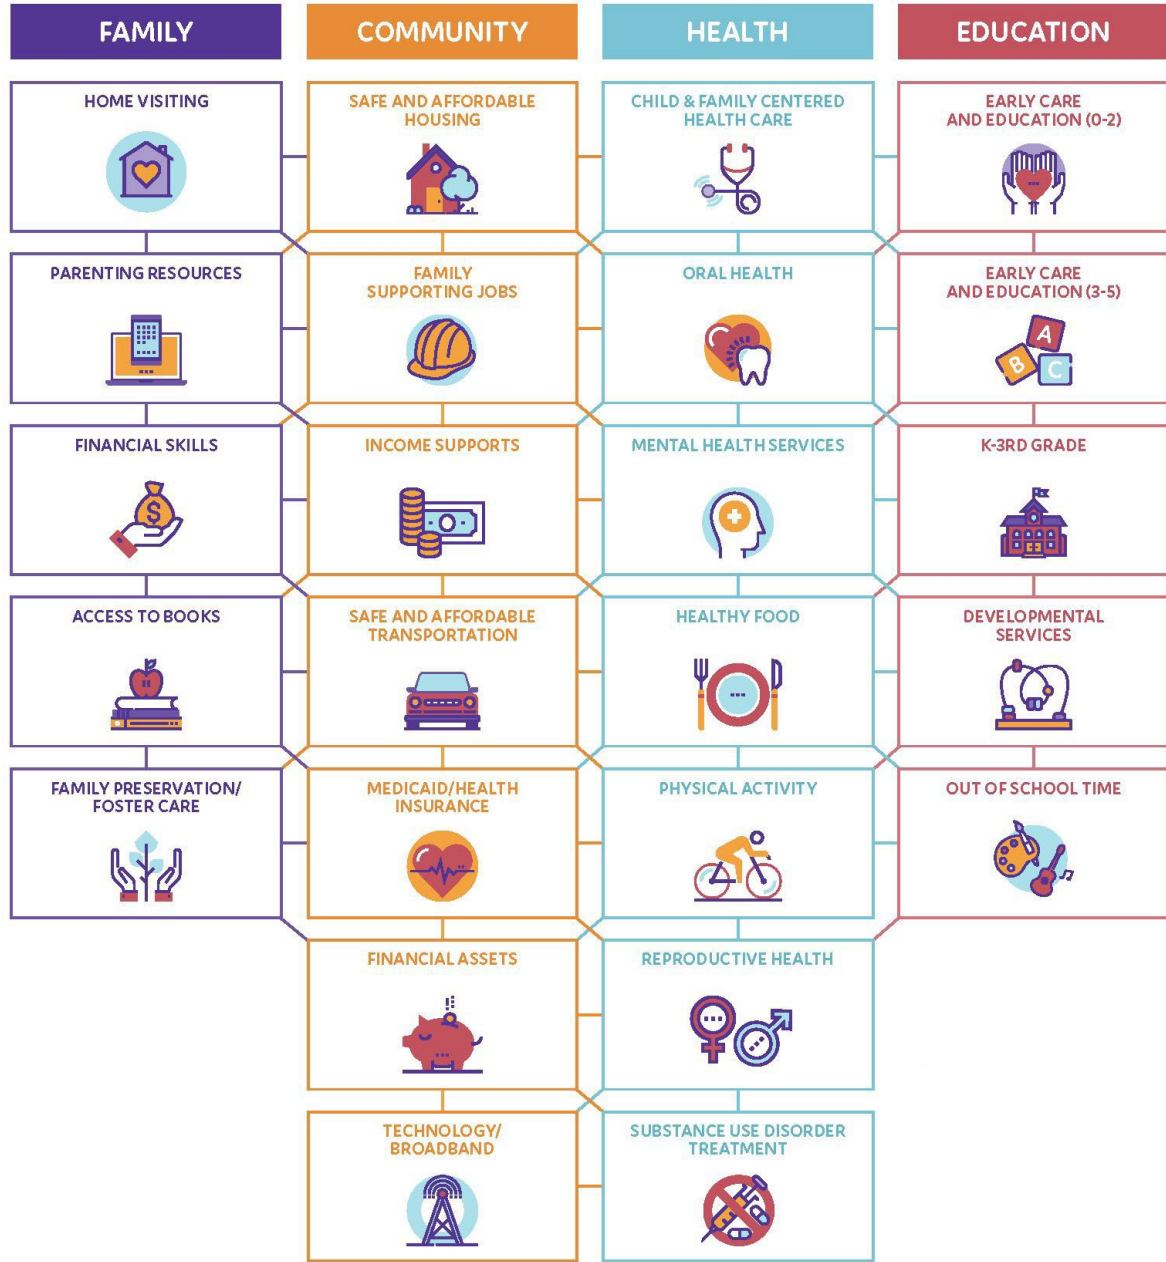 FAMILY
COMMUNITY
HEALTH
EDUCATION
HOME VISITING
SAFE AND AFFORDABLE
HOUSING
CHILD & FAMILY CENTERED
HEALTH CARE
EARLY CARE
AND EDUCATION (0-2)
PARENTING RESOURCES
FAMILY
SUPPORTING JOBS
ORAL HEALTH
EARLY CARE
AND EDUCATION (3-5)
A
B
C
FINANCIAL SKILLS
$
INCOME SUPPORTS
MENTAL HEALTH SERVICES
K-3RD GRADE
ACCESS TO BOOKS
SAFE AND AFFORDABLE
TRANSPORTATION
HEALTHY FOOD
DEVELOPMENTAL
SERVICES
FAMILY PRESERVATION/
FOSTER CARE
MEDICAID/HEALTH
INSURANCE
PHYSICAL ACTIVITY
OUT OF SCHOOL TIME
FINANCIAL ASSETS
REPRODUCTIVE HEALTH
TECHNOLOGY/
BROADBAND
SUBSTANCE USE DISORDER
TREATMENT